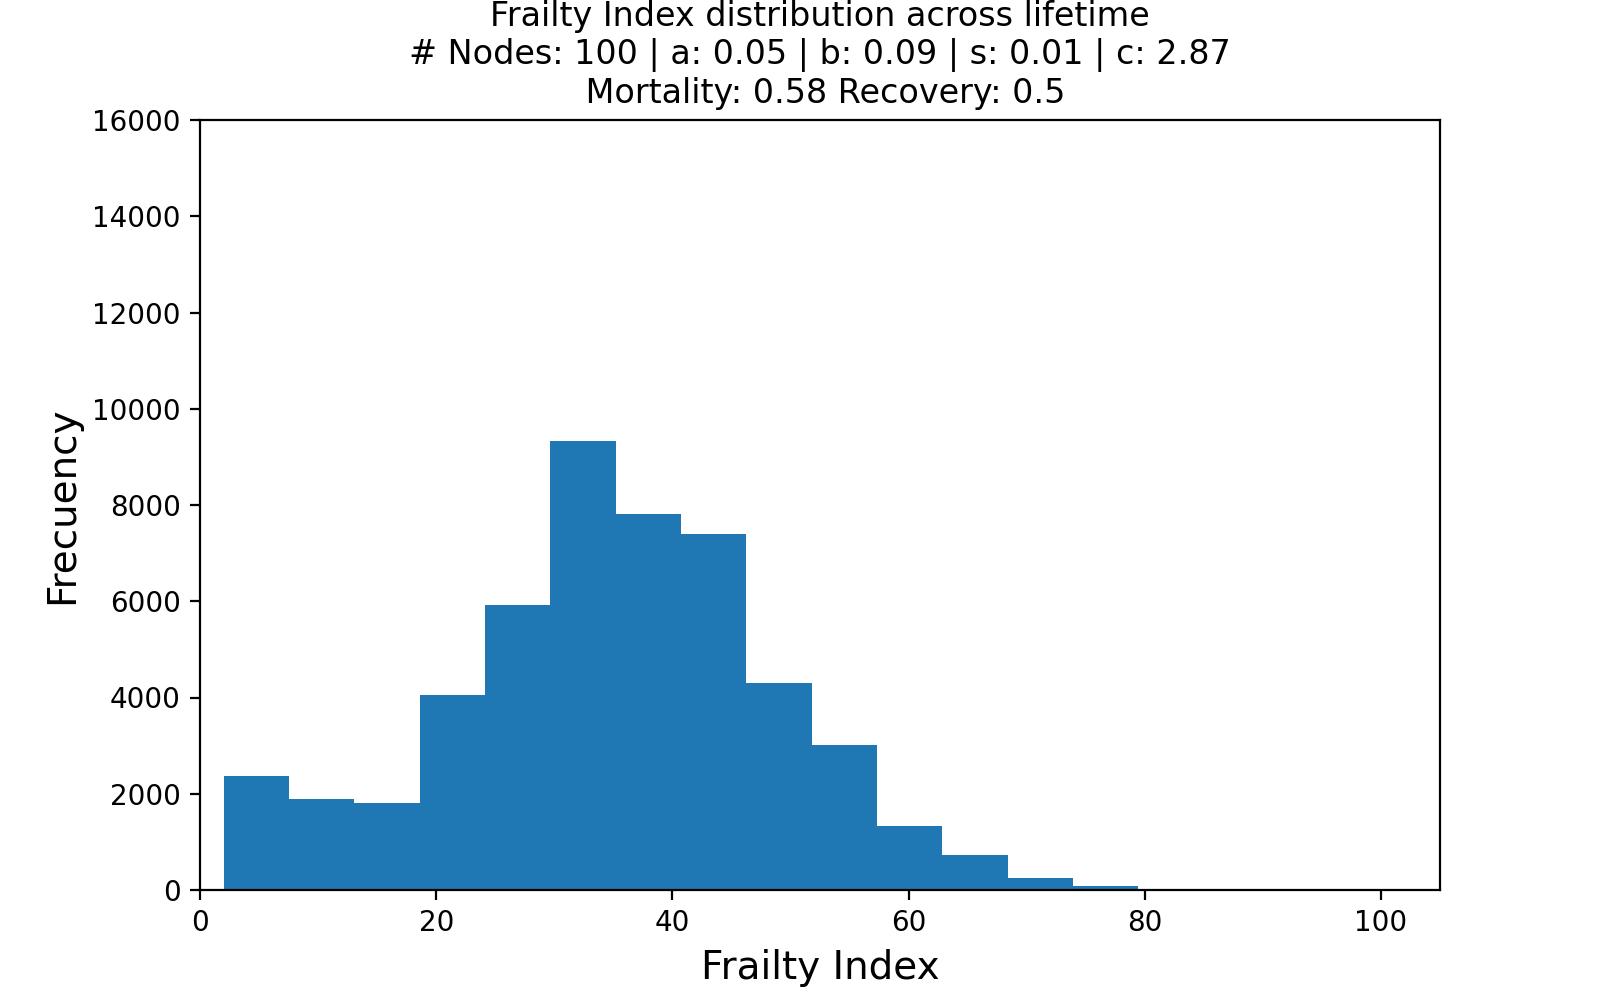 Frailty Index distribution across lifetime
# Nodes: 100 | a: 0.05 | b: 0.09 | s: 0.01 | c: 2.87
Mortality: 0.58 Recovery: 0.5
16000
14000
12000
10000
8000
6000
4000
2000
0
Frecuency
0 20 40 60 80 100
Frailty Index